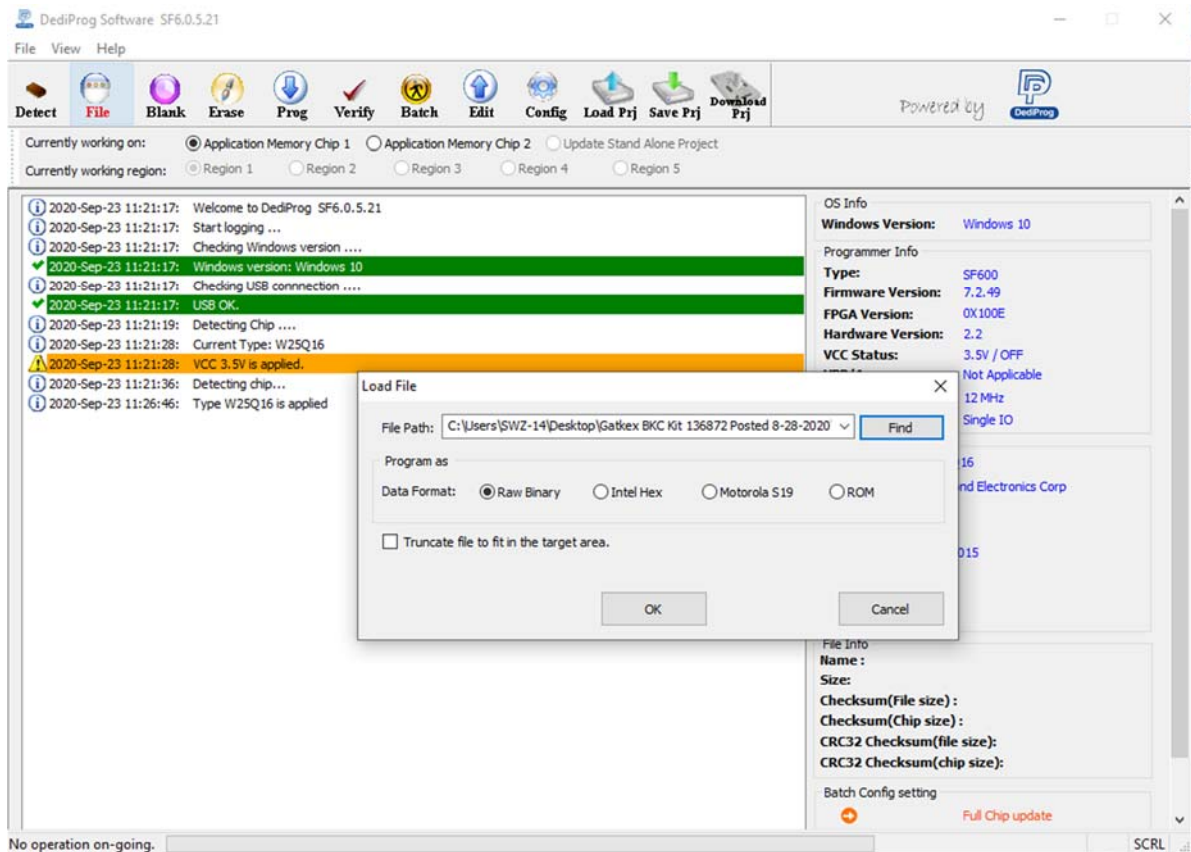 DediProg Software SF6.0.5.21
File View Help
Detect File Blank Erase Prog Verify Batch Edit Config Load Prj Save Prj Download Prj
Powered by DediProg
Currently working on: Application Memory Chip 1 Application Memory Chip 2 Update Stand Alone Project
Currently working region: Region 1 Region 2 Region 3 Region 4 Region 5
2020-Sep-23 11:21:17: Welcome to DediProg SF6.0.5.21
2020-Sep-23 11:21:17: Start logging ...
2020-Sep-23 11:21:17: Checking Windows version ....
2020-Sep-23 11:21:17: Windows version: Windows 10
2020-Sep-23 11:21:17: Checking USB connnection ....
2020-Sep-23 11:21:17: USB OK.
2020-Sep-23 11:21:19: Detecting Chip ....
2020-Sep-23 11:21:28: Current Type: W25Q16
2020-Sep-23 11:21:28: VCC 3.5V is applied.
2020-Sep-23 11:21:36: Detecting chip...
2020-Sep-23 11:26:46: Type W25Q16 is applied
Load File
File Path: C:\Users\SWZ-14\Desktop\Gatkex BKC Kit 136872 Posted 8-28-2020 Find
Program as
Data Format: Raw Binary Intel Hex Motorola S19 ROM
Truncate file to fit in the target area.
OK Cancel
OS Info
Windows Version: Windows 10
Programmer Info
Type: SF600
Firmware Version: 7.2.49
FPGA Version: 0X100E
Hardware Version: 2.2
VCC Status: 3.5V / OFF
Not Applicable
12 MHz
Single IO
16
nd Electronics Corp
015
File Info
Name :
Size:
Checksum(File size) :
Checksum(Chip size) :
CRC32 Checksum(file size):
CRC32 Checksum(chip size):
Batch Config setting
Full Chip update
No operation on-going. SCRL